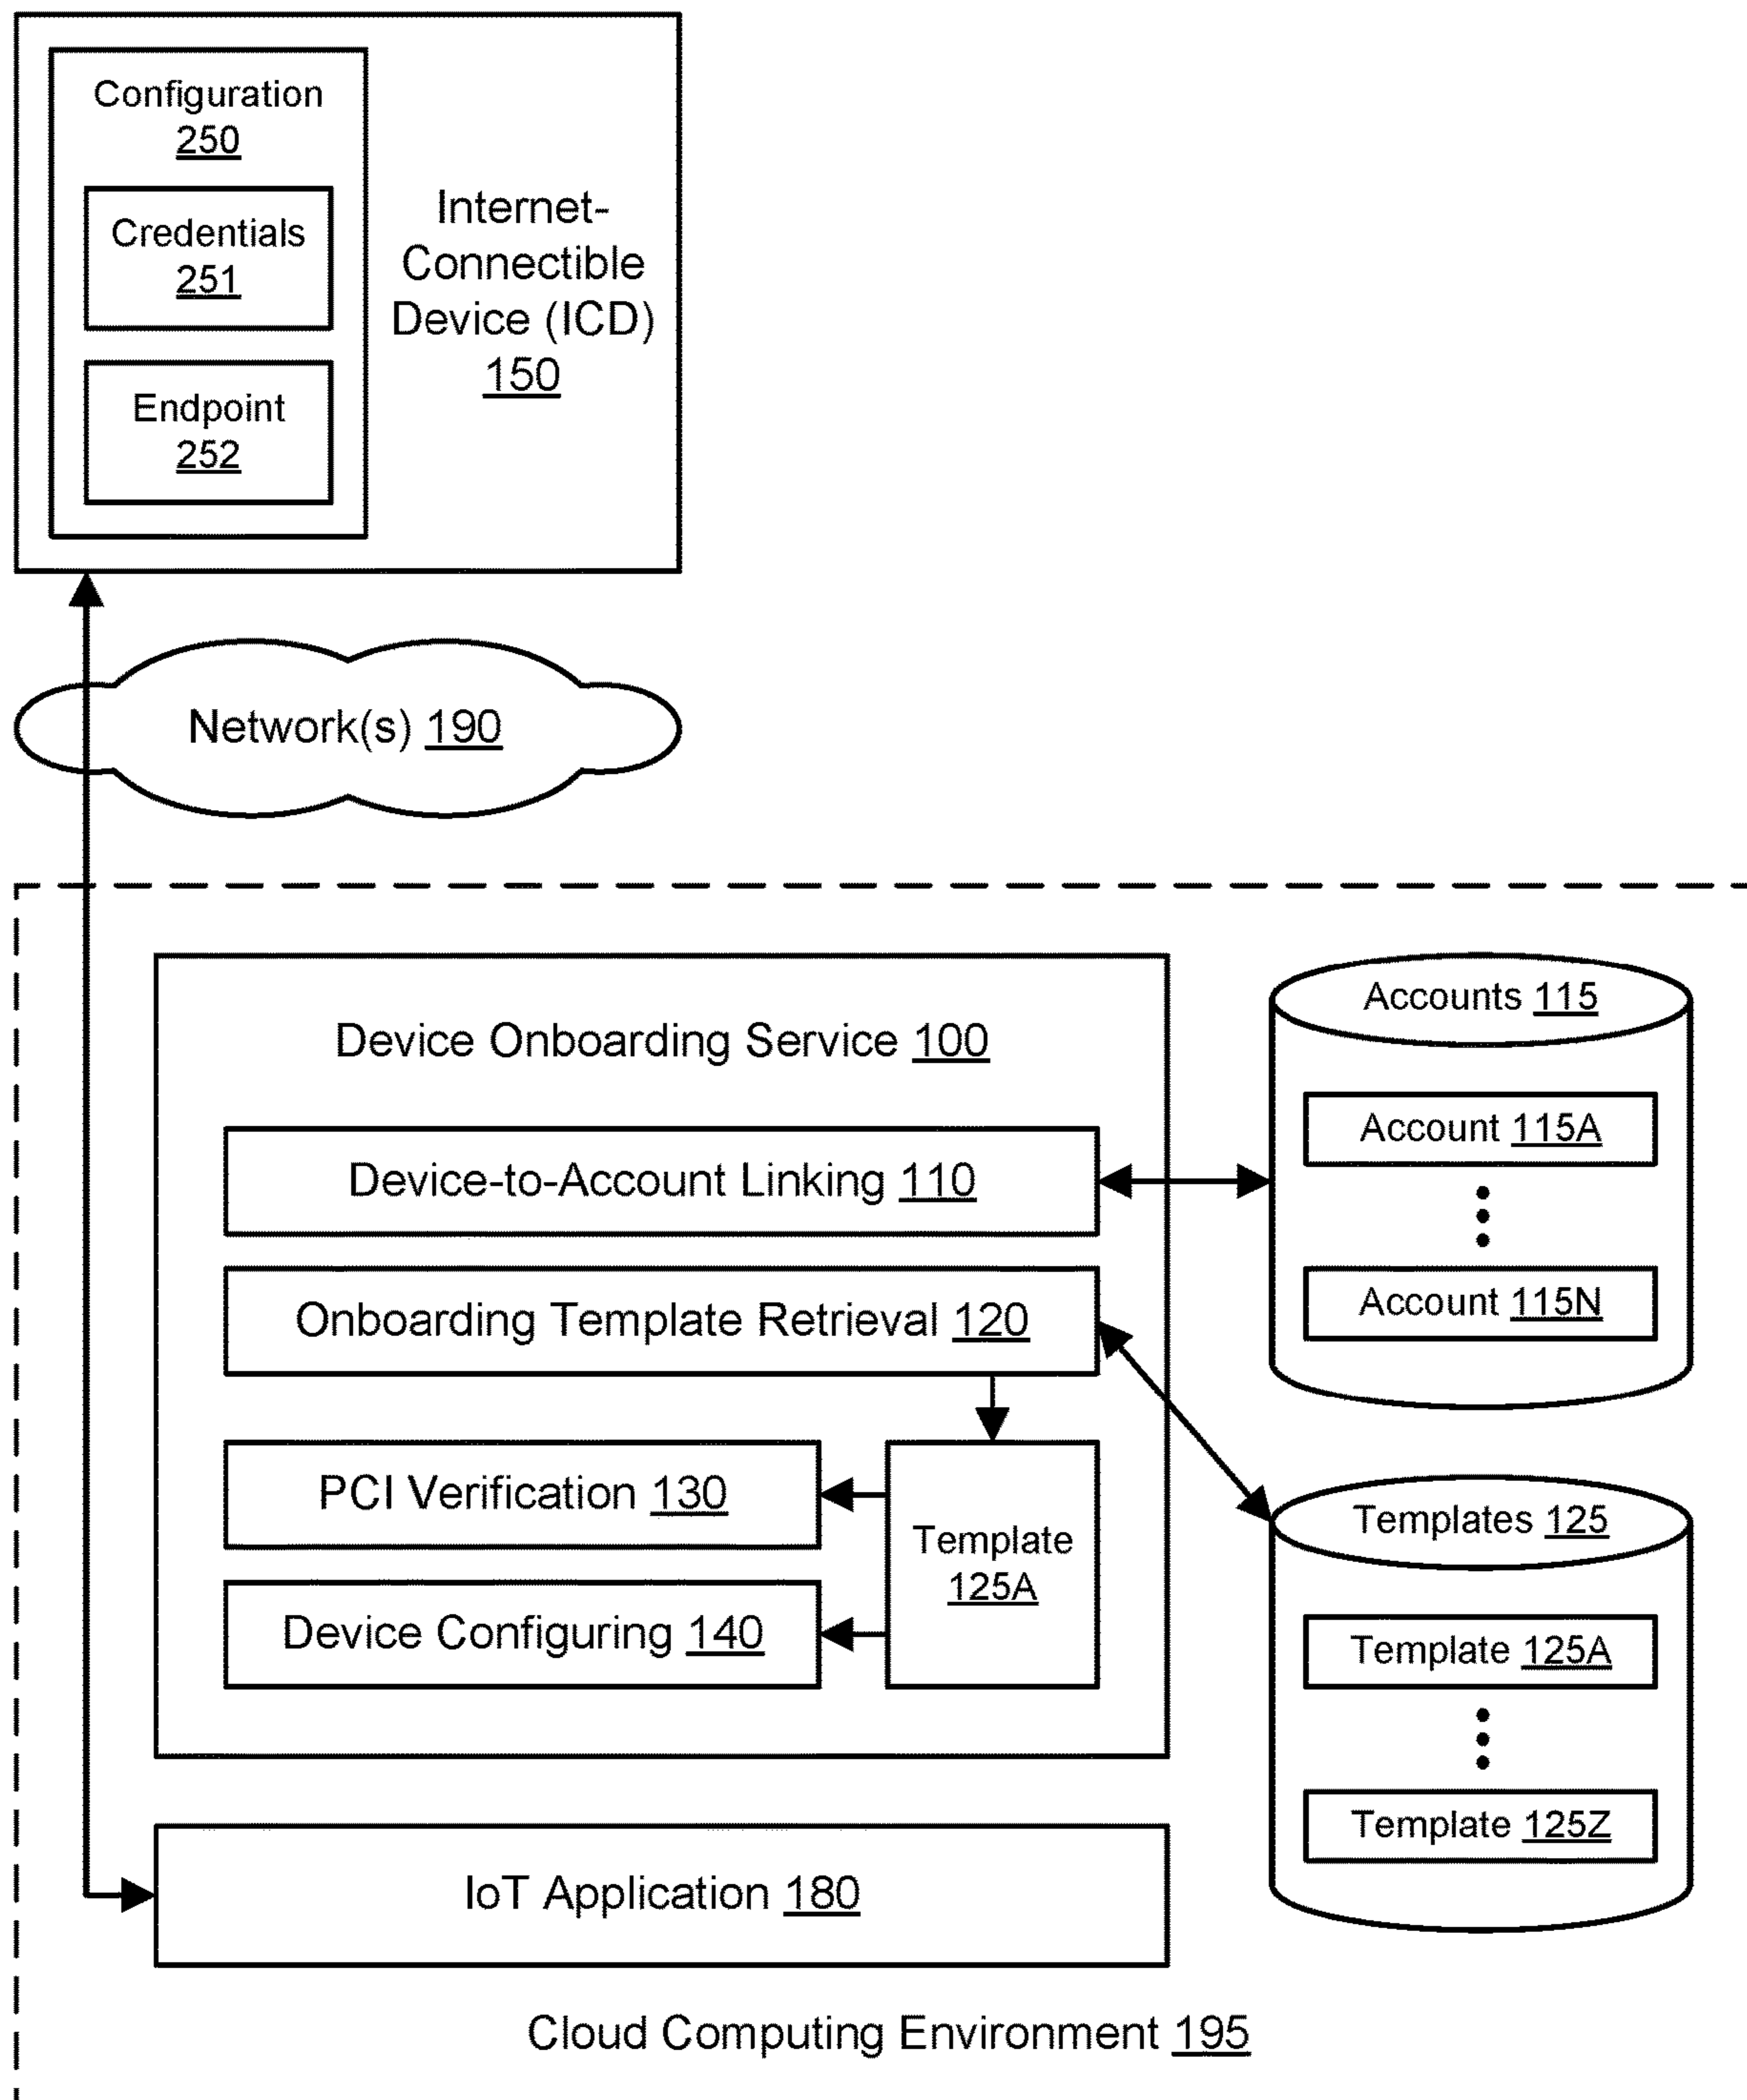 Configuration
250
Credentials
251
Endpoint
252
Internet-
Connectible
Device (ICD)
150
Network(s) 190
Device Onboarding Service 100
Device-to-Account Linking 110
Onboarding Template Retrieval 120
PCI Verification 130
Device Configuring 140
Template
125A
Accounts 115
Account 115A
Account 115N
Templates 125
Template 125A
Template 125Z
IoT Application 180
Cloud Computing Environment 195